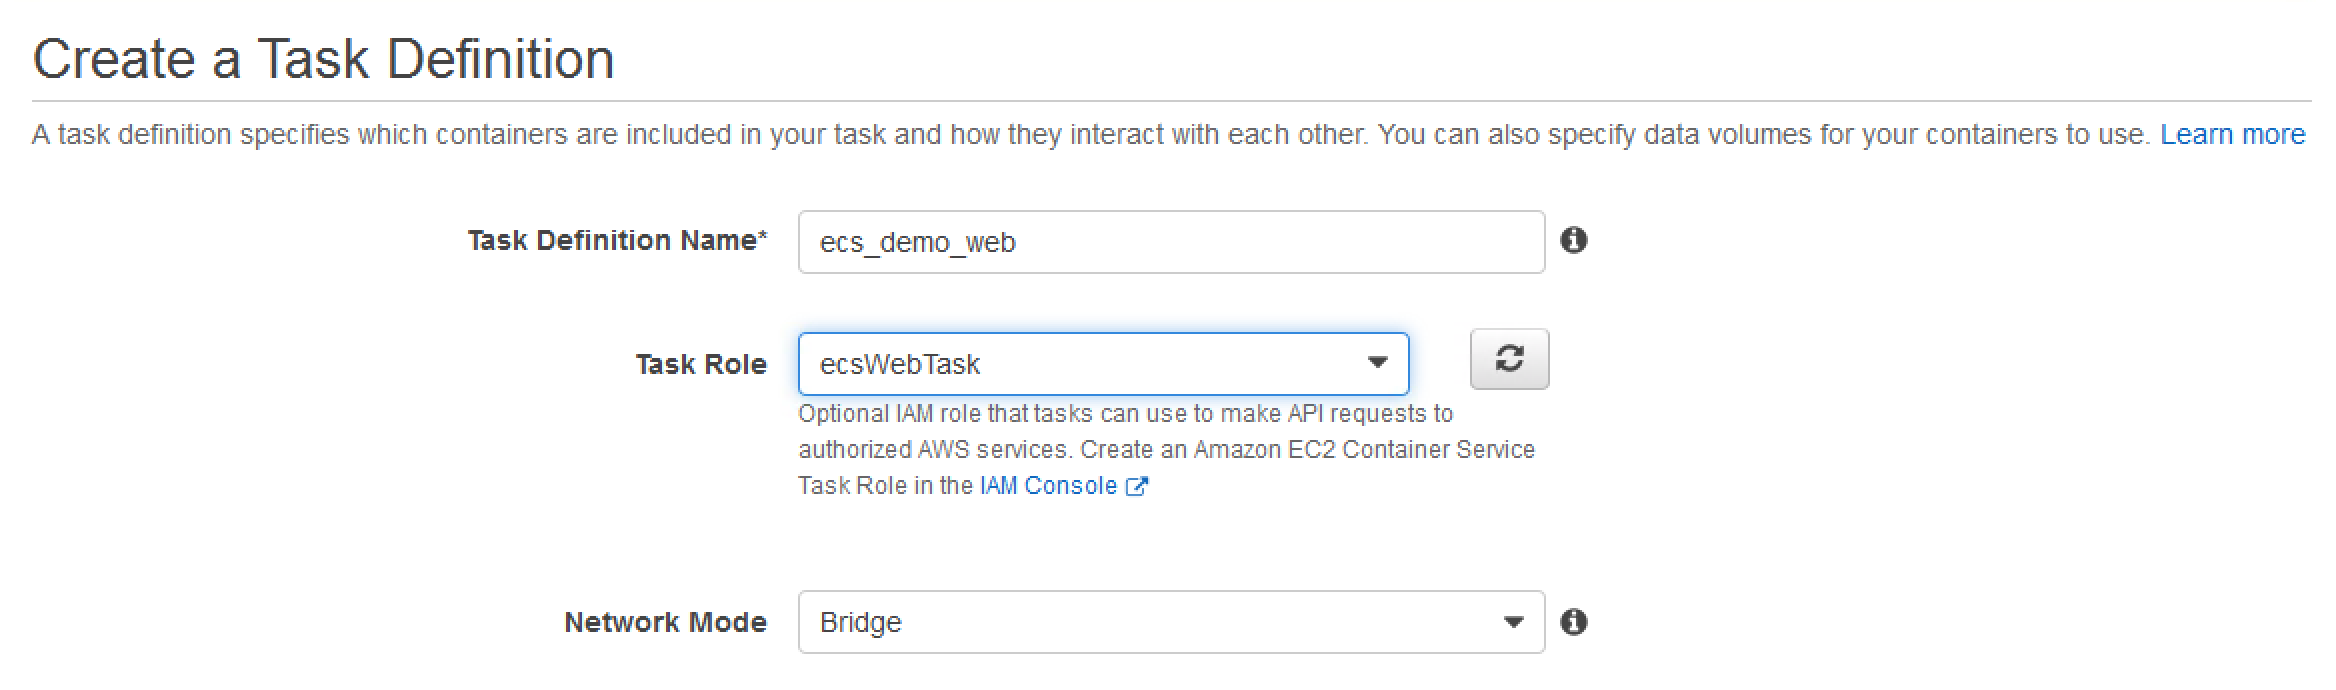 Create a Task Definition
A task definition specifies which containers are included in your task and how they interact with each other. You can also specify data volumes for your containers to use. Learn more
Task Definition Name* ecs_demo_web
Task Role ecsWebTask
Optional IAM role that tasks can use to make API requests to
authorized AWS services. Create an Amazon EC2 Container Service
Task Role in the IAM Console
Network Mode Bridge